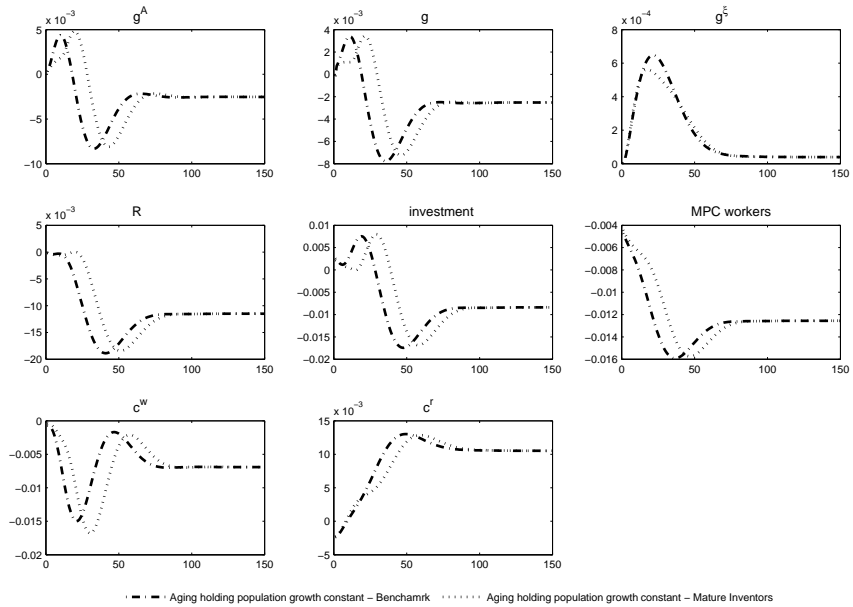 g^A
x 10^-3
5
0
−5
−10
0 50 100 150
g
x 10^-3
4
2
0
−2
−4
−6
−8
0 50 100 150
g^ξ
x 10^-4
8
6
4
2
0
0 50 100 150
R
x 10^-3
5
0
−5
−10
−15
−20
0 50 100 150
investment
0.01
0.005
0
−0.005
−0.01
−0.015
−0.02
0 50 100 150
MPC workers
−0.004
−0.006
−0.008
−0.01
−0.012
−0.014
−0.016
0 50 100 150
c^w
0
−0.005
−0.01
−0.015
−0.02
0 50 100 150
c^r
x 10^-3
15
10
5
0
−5
0 50 100 150
Aging holding population growth constant − Benchamrk Aging holding population growth constant − Mature Inventors